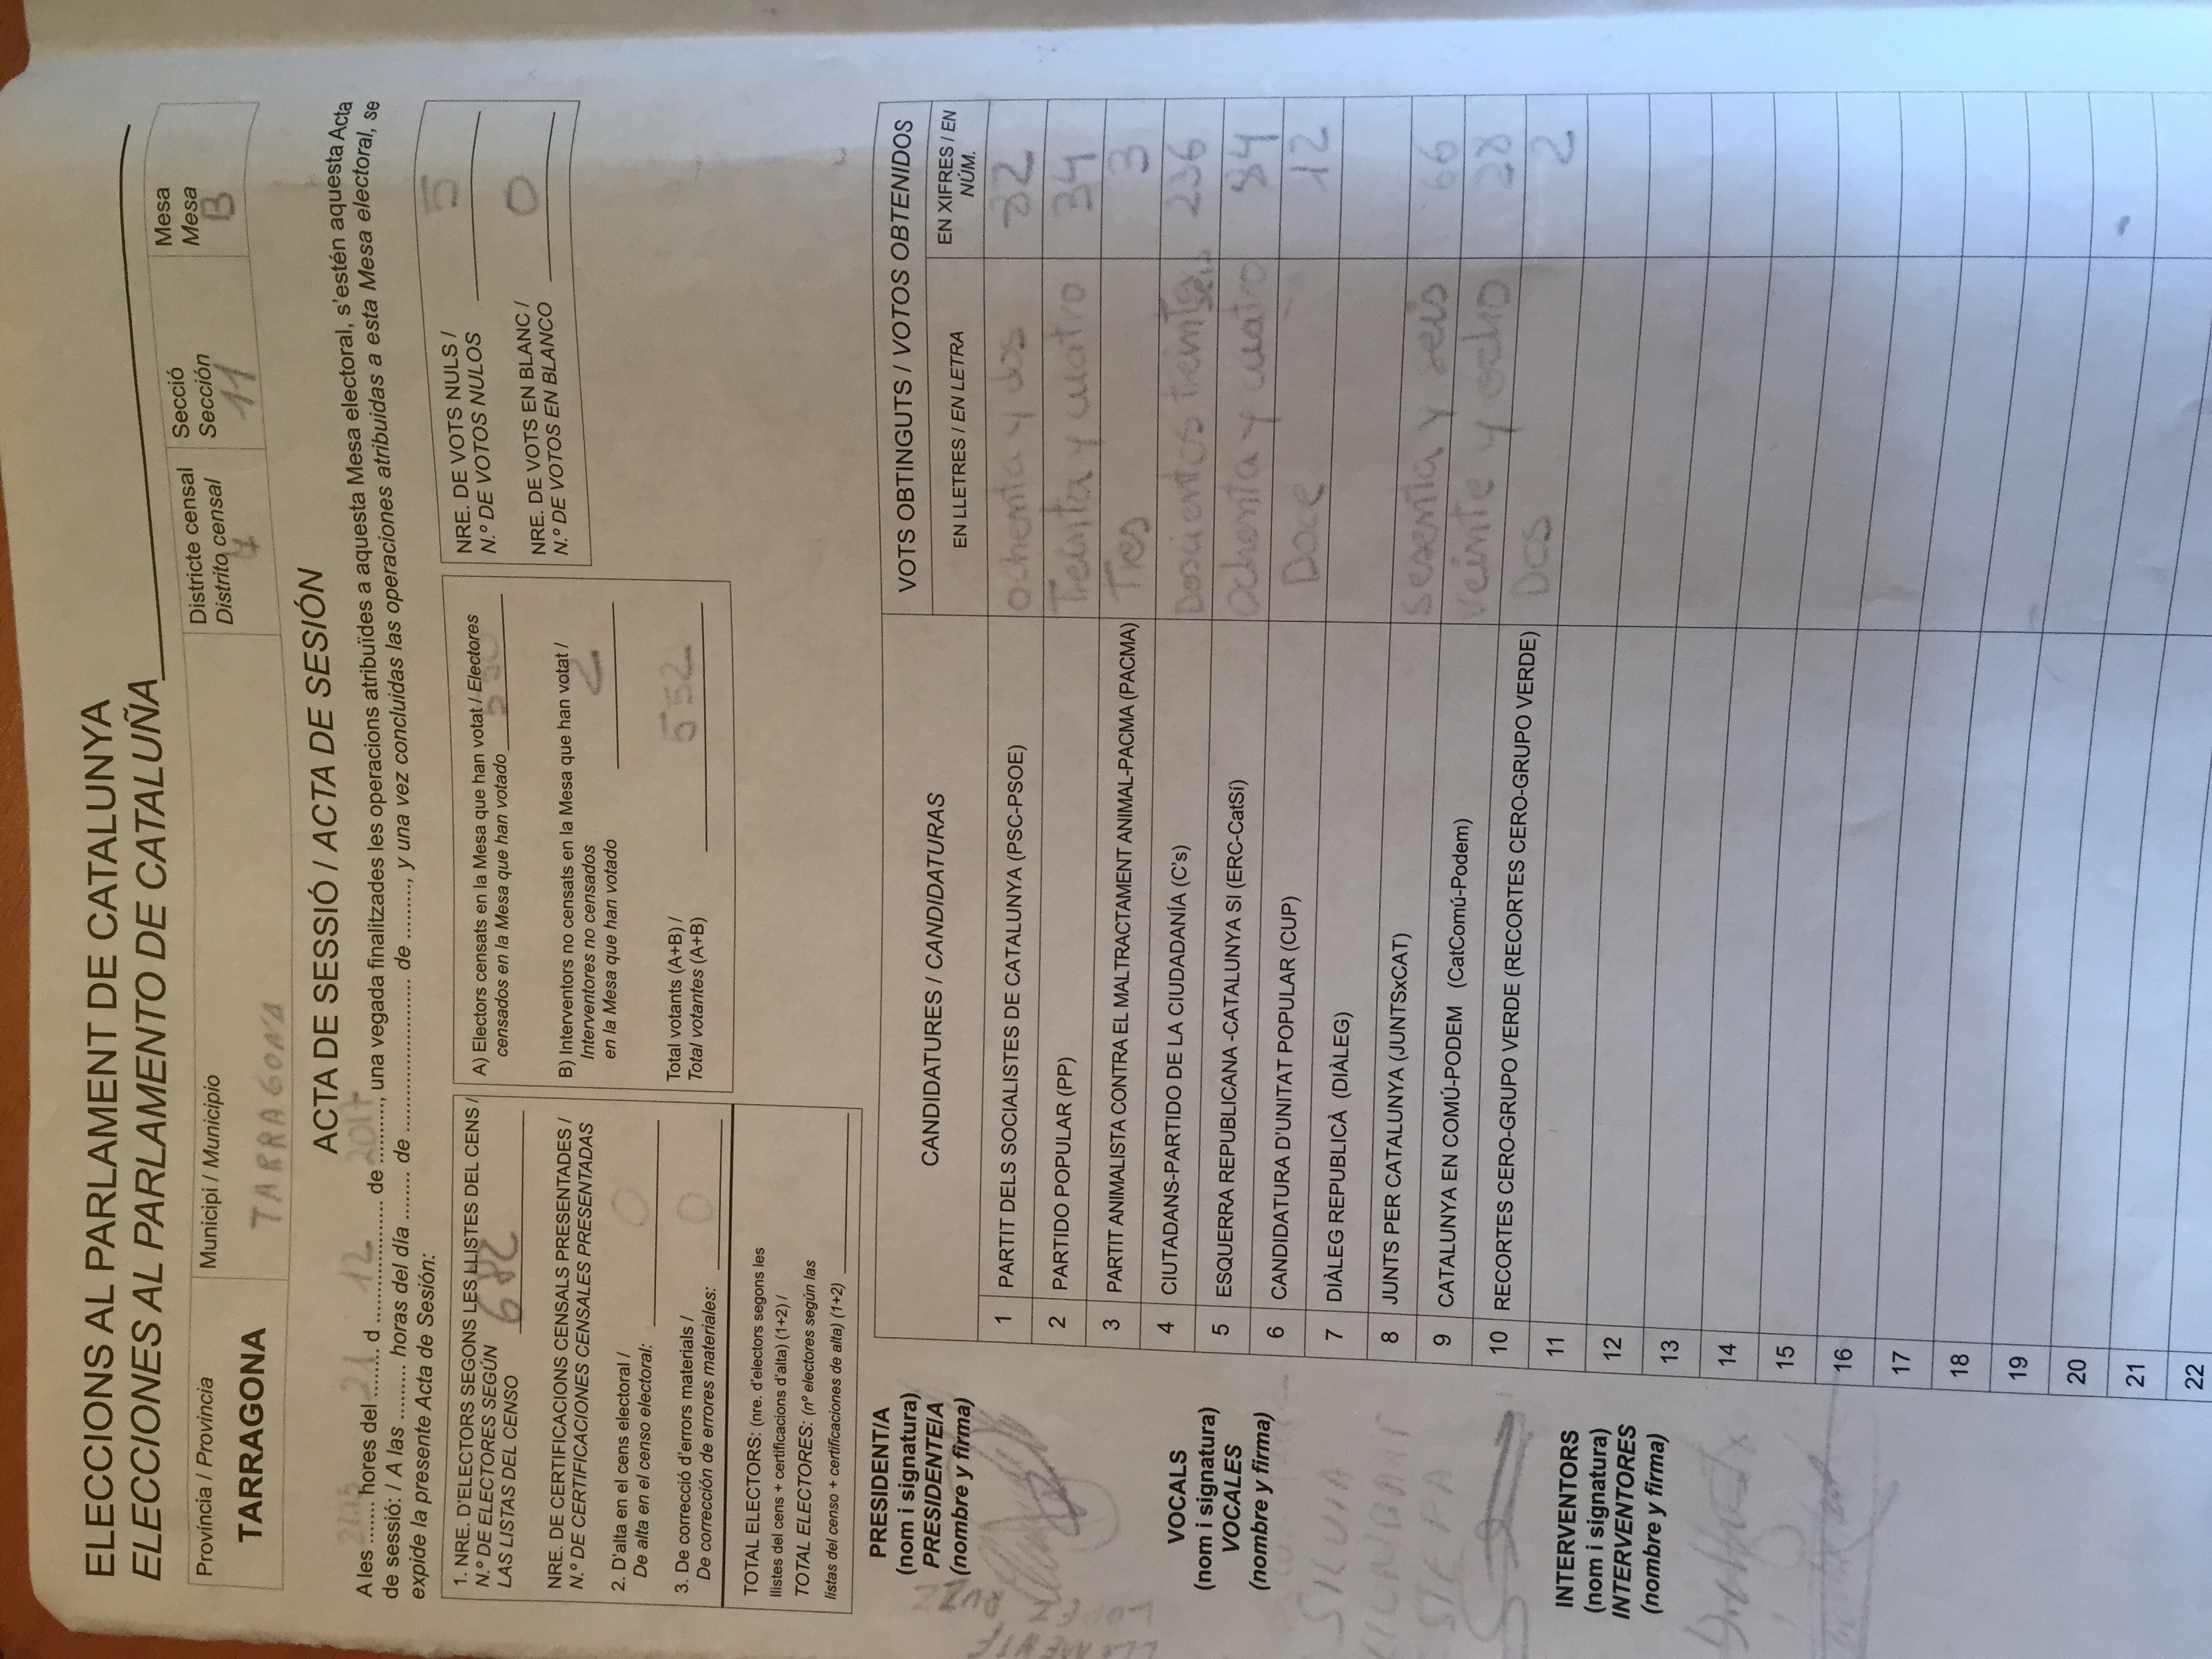 ELECCIONS AL PARLAMENT DE CATALUNYA
ELECCIONES AL PARLAMENTO DE CATALUÑA
Província / Provincia
TARRAGONA
Municipi / Municipio
TARRAGONA
Districte censal
Distrito censal
4
Secció
Sección
11
Mesa
Mesa
B
ACTA DE SESSIÓ / ACTA DE SESIÓN
A les ....... hores del 21 d 12 de 2017, una vegada finalitzades les operacions atribuïdes a aquesta Mesa electoral, s'estén aquesta Acta
de sessió: / A las ......... horas del día ........ de ........................... de ........., y una vez concluidas las operaciones atribuidas a esta Mesa electoral, se
expide la presente Acta de Sesión:
1. NRE. D'ELECTORS SEGONS LES LLISTES DEL CENS /
N.º DE ELECTORES SEGÚN
LAS LISTAS DEL CENSO 682
NRE. DE CERTIFICACIONS CENSALS PRESENTADES /
N.º DE CERTIFICACIONES CENSALES PRESENTADAS
2. D'alta en el cens electoral /
De alta en el censo electoral: 0
3. De correcció d'errors materials /
De corrección de errores materiales: 0
TOTAL ELECTORS: (nre. d'electors segons les
llistes del cens + certificacions d'alta) (1+2) /
TOTAL ELECTORES: (nº electores según las
listas del censo + certificaciones de alta) (1+2)
A) Electors censats en la Mesa que han votat / Electores
censados en la Mesa que han votado 550
B) Interventors no censats en la Mesa que han votat /
Interventores no censados
en la Mesa que han votado 2
Total votants (A+B) /
Total votantes (A+B) 552
NRE. DE VOTS NULS /
N.º DE VOTOS NULOS 5
NRE. DE VOTS EN BLANC /
N.º DE VOTOS EN BLANCO 0
PRESIDENT/A
(nom i signatura)
PRESIDENTE/A
(nombre y firma)
LOPEZ RUIZ
VOCALS
(nom i signatura)
VOCALES
(nombre y firma)
SILVIA
INTERVENTORS
(nom i signatura)
INTERVENTORES
(nombre y firma)
CANDIDATURES / CANDIDATURAS
VOTS OBTINGUTS / VOTOS OBTENIDOS
EN LLETRES / EN LETRA
EN XIFRES / EN
NÚM.
1 PARTIT DELS SOCIALISTES DE CATALUNYA (PSC-PSOE) Ochenta y dos 82
2 PARTIDO POPULAR (PP) Treinta y cuatro 34
3 PARTIT ANIMALISTA CONTRA EL MALTRACTAMENT ANIMAL-PACMA (PACMA) Tres 3
4 CIUTADANS-PARTIDO DE LA CIUDADANÍA (C's) Doscientos treinta seis 236
5 ESQUERRA REPUBLICANA -CATALUNYA SI (ERC-CatSí) Ochenta y cuatro 84
6 CANDIDATURA D'UNITAT POPULAR (CUP) Doce 12
7 DIÀLEG REPUBLICÀ (DIÀLEG)
8 JUNTS PER CATALUNYA (JUNTSxCAT) Sesenta y seis 66
9 CATALUNYA EN COMÚ-PODEM (CatComú-Podem) Veinte y ocho 28
10 RECORTES CERO-GRUPO VERDE (RECORTES CERO-GRUPO VERDE) Dos 2
11
12
13
14
15
16
17
18
19
20
21
22